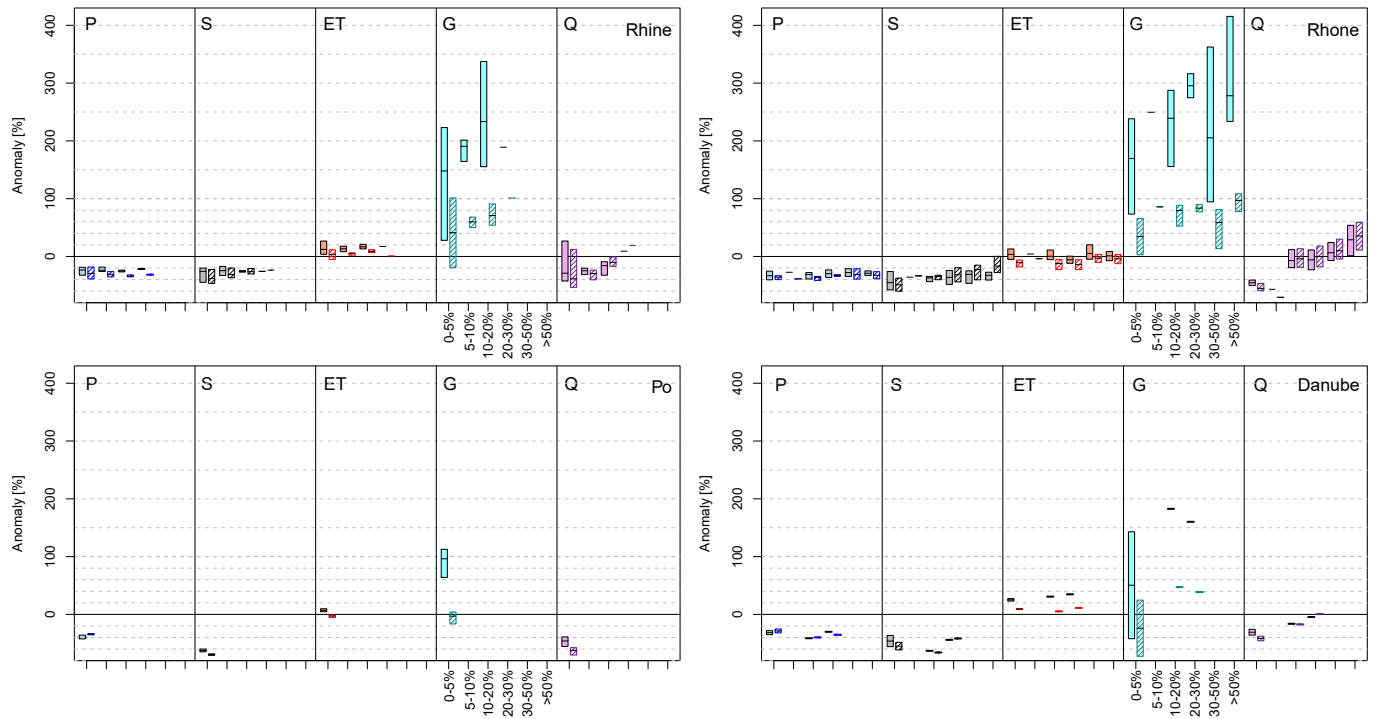 P S ET G Q Rhine
Anomaly [%]
0 100 200 300 400
0-5% 5-10% 10-20% 20-30% 30-50% >50%
P S ET G Q Rhone
Anomaly [%]
0 100 200 300 400
0-5% 5-10% 10-20% 20-30% 30-50% >50%
P S ET G Q Po
Anomaly [%]
0 100 200 300 400
0-5% 5-10% 10-20% 20-30% 30-50% >50%
P S ET G Q Danube
Anomaly [%]
0 100 200 300 400
0-5% 5-10% 10-20% 20-30% 30-50% >50%